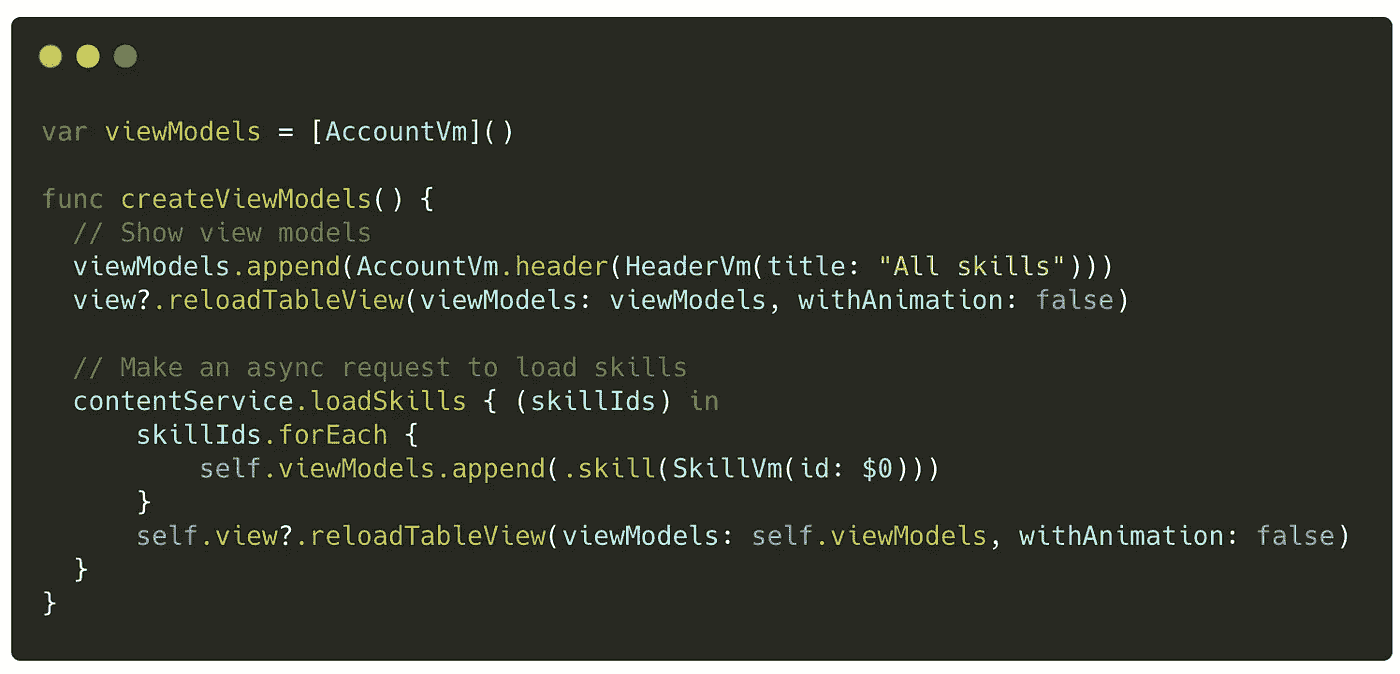 var viewModels = [AccountVm]()
func createViewModels() {
  // Show view models
  viewModels.append(AccountVm.header(HeaderVm(title: "All skills")))
  view?.reloadTableView(viewModels: viewModels, withAnimation: false)
  // Make an async request to load skills
  contentService.loadSkills { (skillIds) in
      skillIds.forEach {
          self.viewModels.append(.skill(SkillVm(id: $0)))
      }
      self.view?.reloadTableView(viewModels: self.viewModels, withAnimation: false)
  }
}